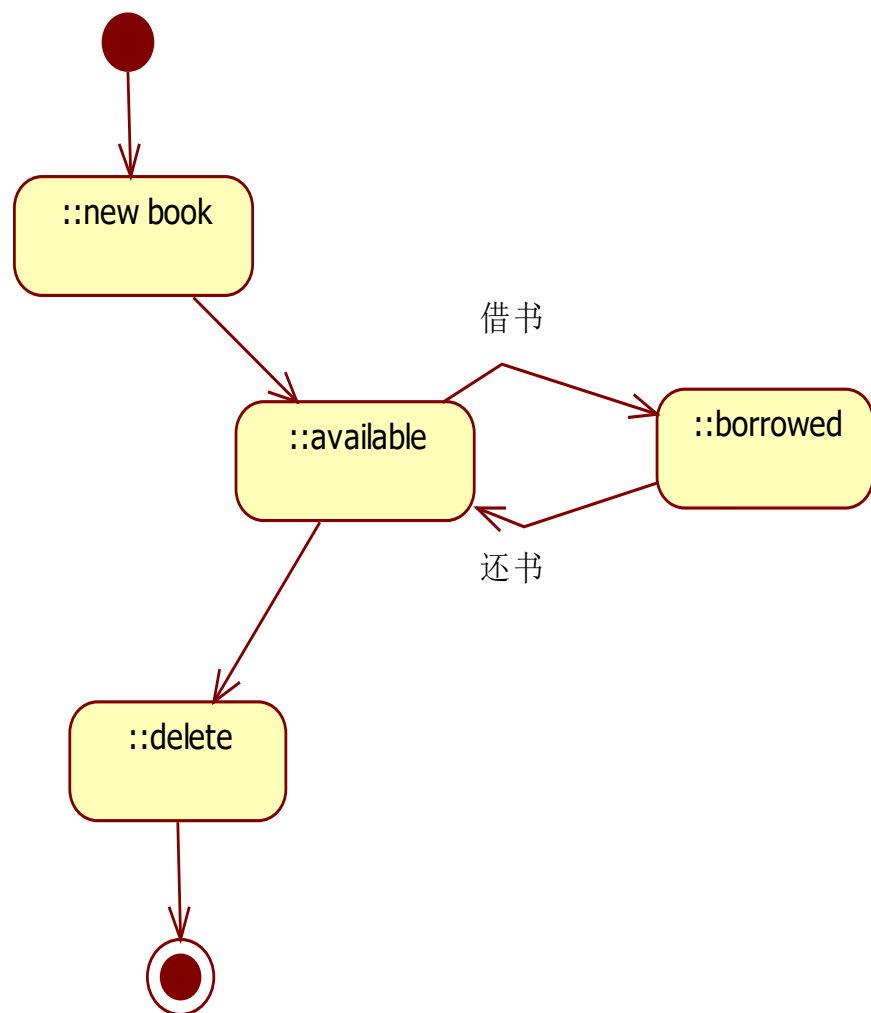 ::new book
借书
::available
::borrowed
还书
::delete